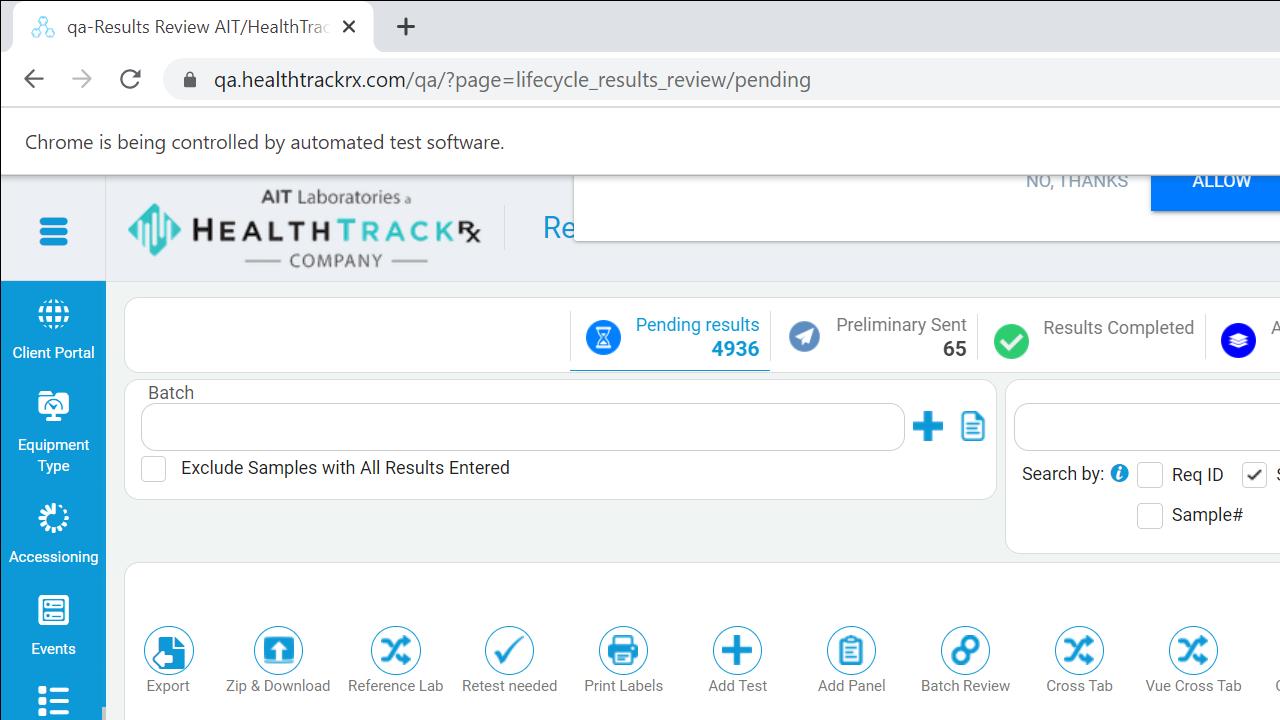 qa-Results Review AIT/HealthTrac
qa.healthtrackrx.com/qa/?page=lifecycle_results_review/pending
Chrome is being controlled by automated test software.
NO, THANKS
ALLOW
AIT Laboratories a
HEALTHTRACKRx
COMPANY
Re
Client Portal
Equipment
Type
Accessioning
Events
Pending results
4936
Preliminary Sent
65
Results Completed
A
Batch
Exclude Samples with All Results Entered
Search by:
Req ID
S
Sample#
Export
Zip & Download
Reference Lab
Retest needed
Print Labels
Add Test
Add Panel
Batch Review
Cross Tab
Vue Cross Tab